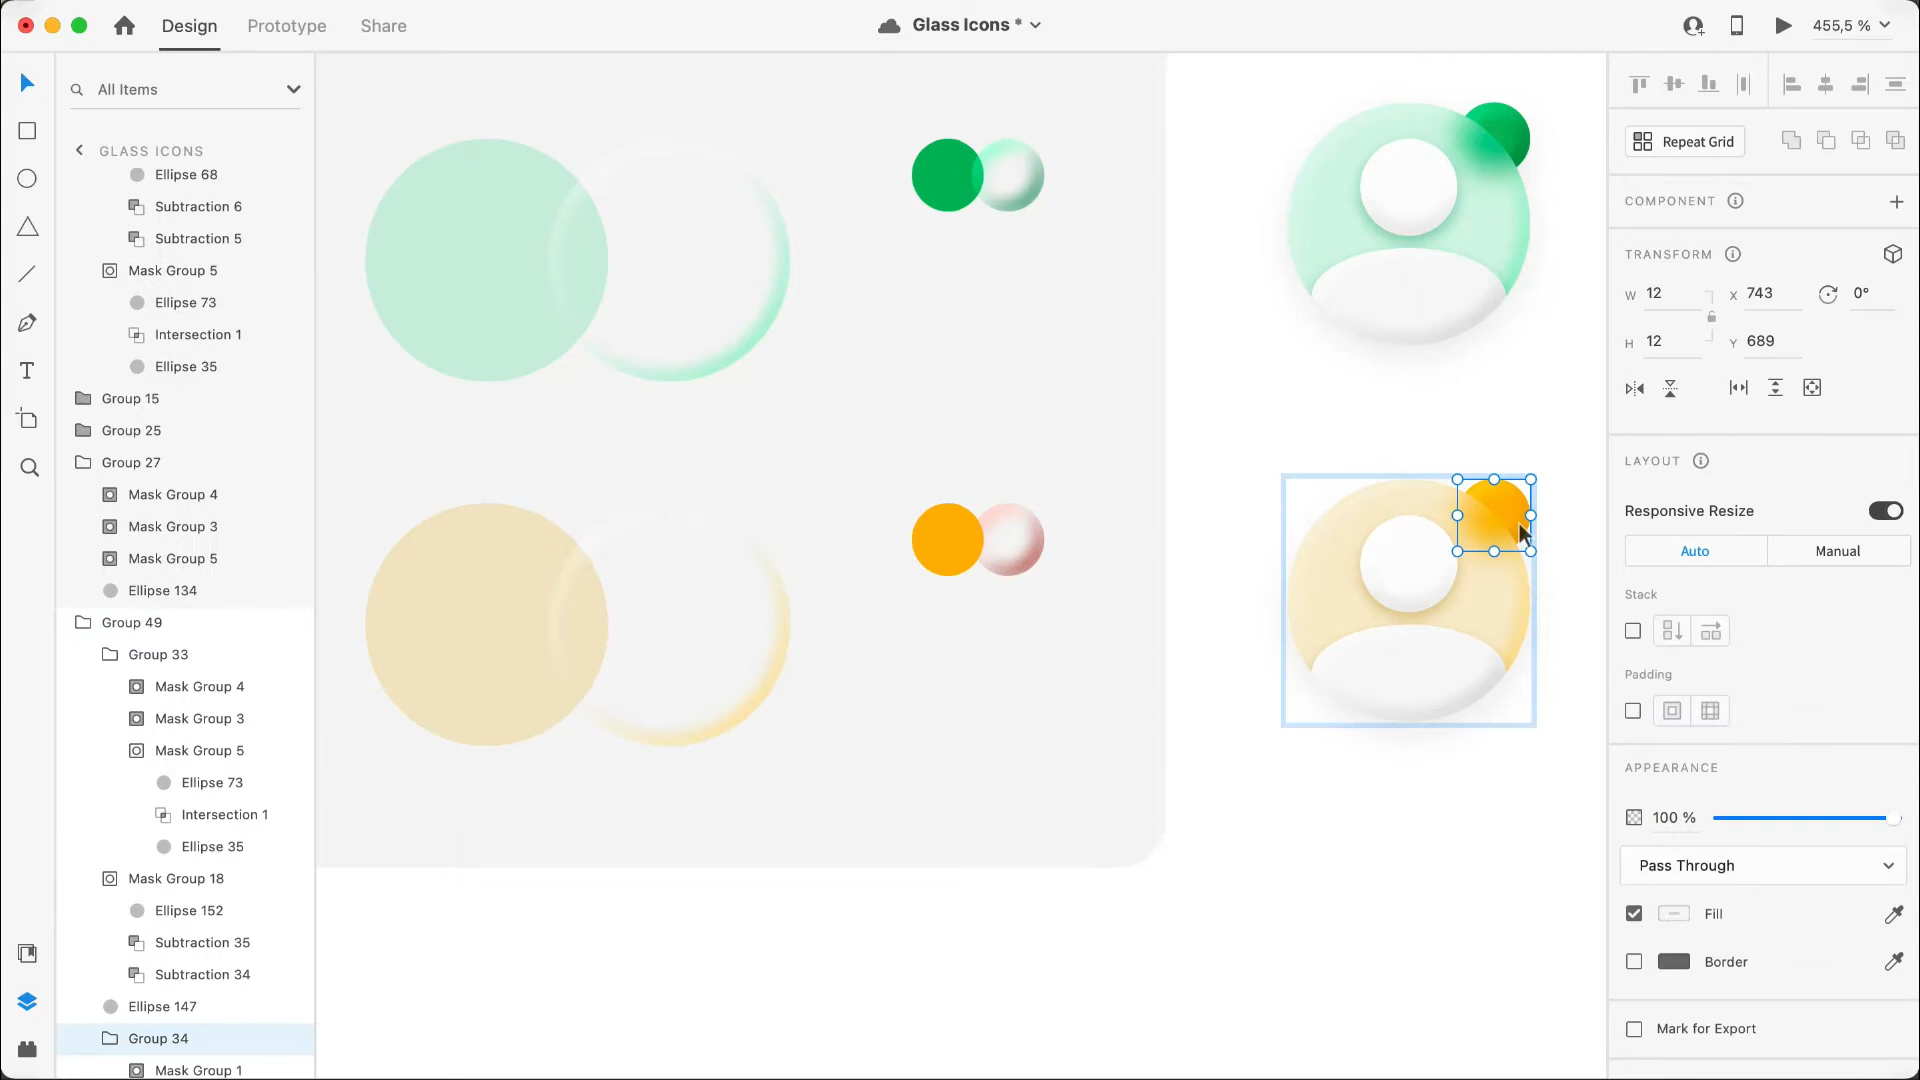 Design
Prototype
Share
Glass Icons *
455,5 %
All Items
GLASS ICONS
Ellipse 68
Subtraction 6
Subtraction 5
Mask Group 5
Ellipse 73
Intersection 1
Ellipse 35
Group 15
Group 25
Group 27
Mask Group 4
Mask Group 3
Mask Group 5
Ellipse 134
Group 49
Group 33
Mask Group 4
Mask Group 3
Mask Group 5
Ellipse 73
Intersection 1
Ellipse 35
Mask Group 18
Ellipse 152
Subtraction 35
Subtraction 34
Ellipse 147
Group 34
Mask Group 1
Repeat Grid
COMPONENT
TRANSFORM
W 12 X 743 0°
H 12 Y 689
LAYOUT
Responsive Resize
Auto
Manual
Stack
Padding
APPEARANCE
100 %
Pass Through
Fill
Border
Mark for Export